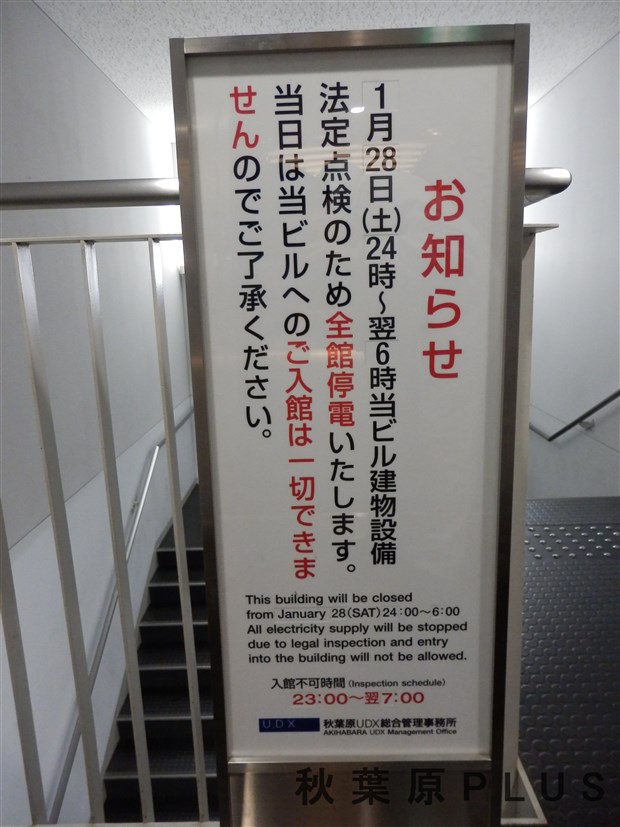 お知らせ
1月28日(土)24時～翌6時当ビル建物設備
法定点検のため全館停電いたします。
当日は当ビルへのご入館は一切できま
せんのでご了承ください。
This building will be closed
from January 28(SAT)24:00～6:00
All electricity supply will be stopped
due to legal inspection and entry
into the building will not be allowed.
入館不可時間(Inspection schedule)
23:00～翌7:00
UDX 秋葉原UDX総合管理事務所
AKIHABARA UDX Management Office
秋葉原PLUS